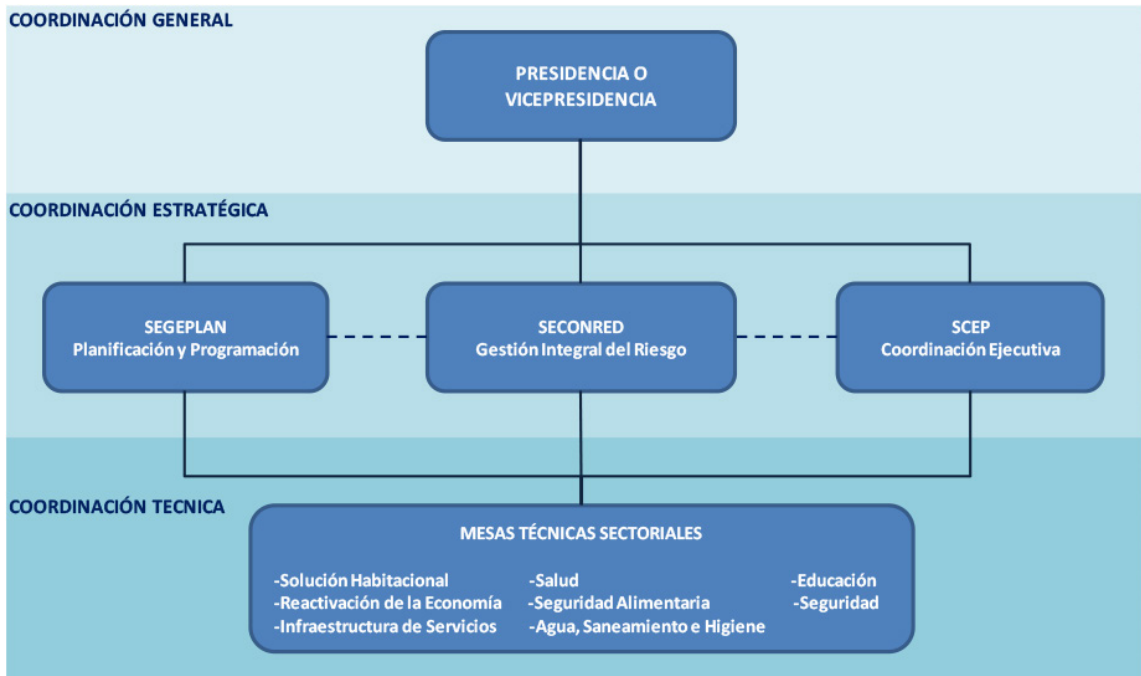 COORDINACIÓN GENERAL
PRESIDENCIA O
VICEPRESIDENCIA
COORDINACIÓN ESTRATÉGICA
SEGEPLAN
Planificación y Programación
SECONRED
Gestión Integral del Riesgo
SCEP
Coordinación Ejecutiva
COORDINACIÓN TECNICA
MESAS TÉCNICAS SECTORIALES
-Solución Habitacional
-Reactivación de la Economía
-Infraestructura de Servicios
-Salud
-Seguridad Alimentaria
-Agua, Saneamiento e Higiene
-Educación
-Seguridad